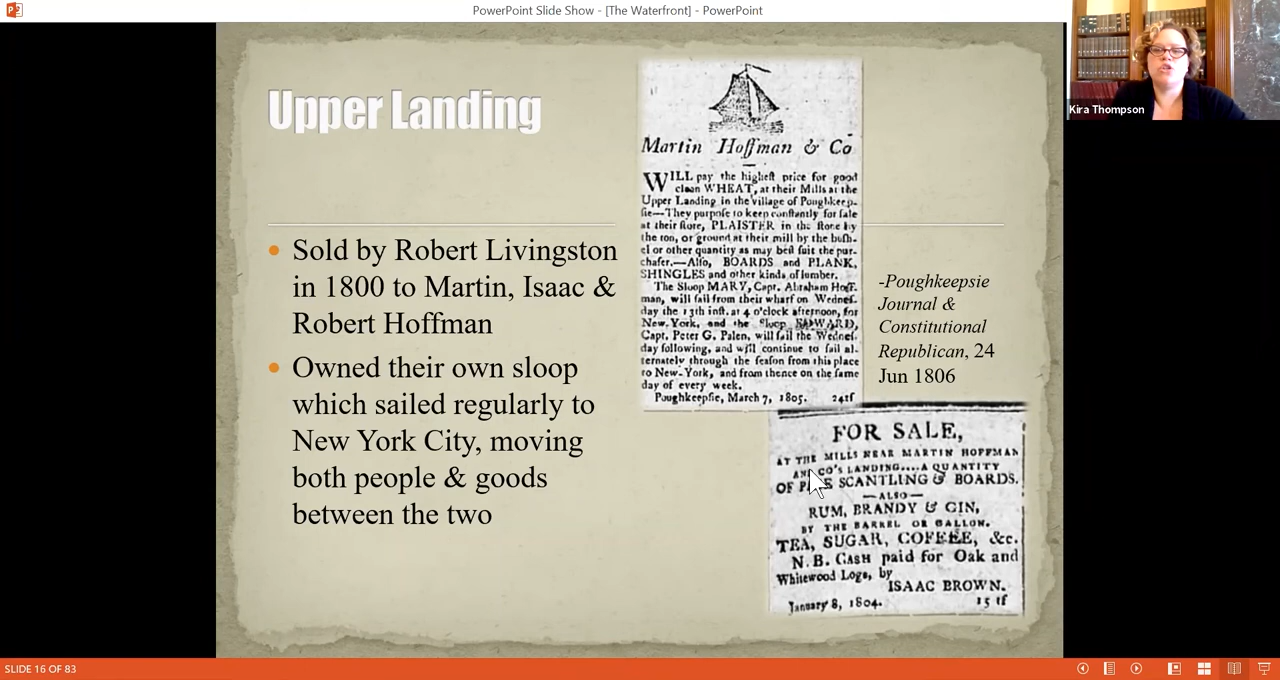 PowerPoint Slide Show - [The Waterfront] - PowerPoint
Kira Thompson
Upper Landing
Sold by Robert Livingston
in 1800 to Martin, Isaac &
Robert Hoffman
Owned their own sloop
which sailed regularly to
New York City, moving
both people & goods
between the two
Martin Hoffman & Co
WILL pay the higheſt price for good
clean WHEAT, at their Mills at the
Upper Landing in the village of Poughkeep-
ſie—They purpoſe to keep conſtantly for ſale
at their ſtore, PLAISTER in the ſtone by
the ton, or ground at their mill by the buſh-
el or other quantity as may beſt ſuit the pur-
chaſer.—Alſo, BOARDS and PLANK,
SHINGLES and other kinds of lumber.
The Sloop MARY, Capt. Abraham Hoff-
man, will ſail from their wharf on Wedneſ-
day the 13th inſt. at 4 o'clock afternoon, for
New-York, and the ſloop EDWARD,
Capt. Peter G. Palen, will ſail the Wedneſ-
day following, and will continue to ſail al-
ternately through the ſeaſon from this place
to New-York, and from thence on the ſame
day of every week.
Poughkeepſie, March 7, 1805. 24tf
-Poughkeepsie
Journal &
Constitutional
Republican, 24
Jun 1806
FOR SALE,
AT THE MILLS NEAR MARTIN HOFFMAN
AND CO'S LANDING....A QUANTITY
OF SCANTLING & BOARDS.
—ALSO—
RUM, BRANDY & GIN,
BY THE BARREL OR GALLON.
TEA, SUGAR, COFFEE, &c.
N. B. CASH paid for Oak and
Whitewood Logs, by
ISAAC BROWN.
January 8, 1804. 15 tf
SLIDE 16 OF 83